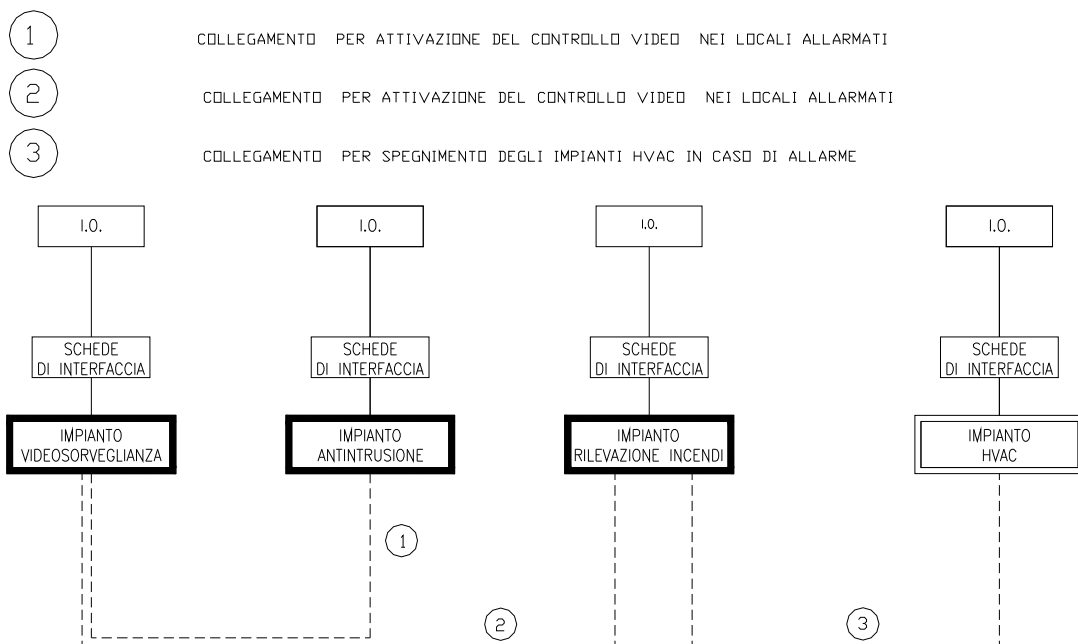 1 COLLEGAMENTO PER ATTIVAZIONE DEL CONTROLLO VIDEO NEI LOCALI ALLARMATI
2 COLLEGAMENTO PER ATTIVAZIONE DEL CONTROLLO VIDEO NEI LOCALI ALLARMATI
3 COLLEGAMENTO PER SPEGNIMENTO DEGLI IMPIANTI HVAC IN CASO DI ALLARME
I.O.
I.O.
I.O.
I.O.
SCHEDE
DI INTERFACCIA
SCHEDE
DI INTERFACCIA
SCHEDE
DI INTERFACCIA
SCHEDE
DI INTERFACCIA
IMPIANTO
VIDEOSORVEGLIANZA
IMPIANTO
ANTINTRUSIONE
IMPIANTO
RILEVAZIONE INCENDI
IMPIANTO
HVAC
1
2
3